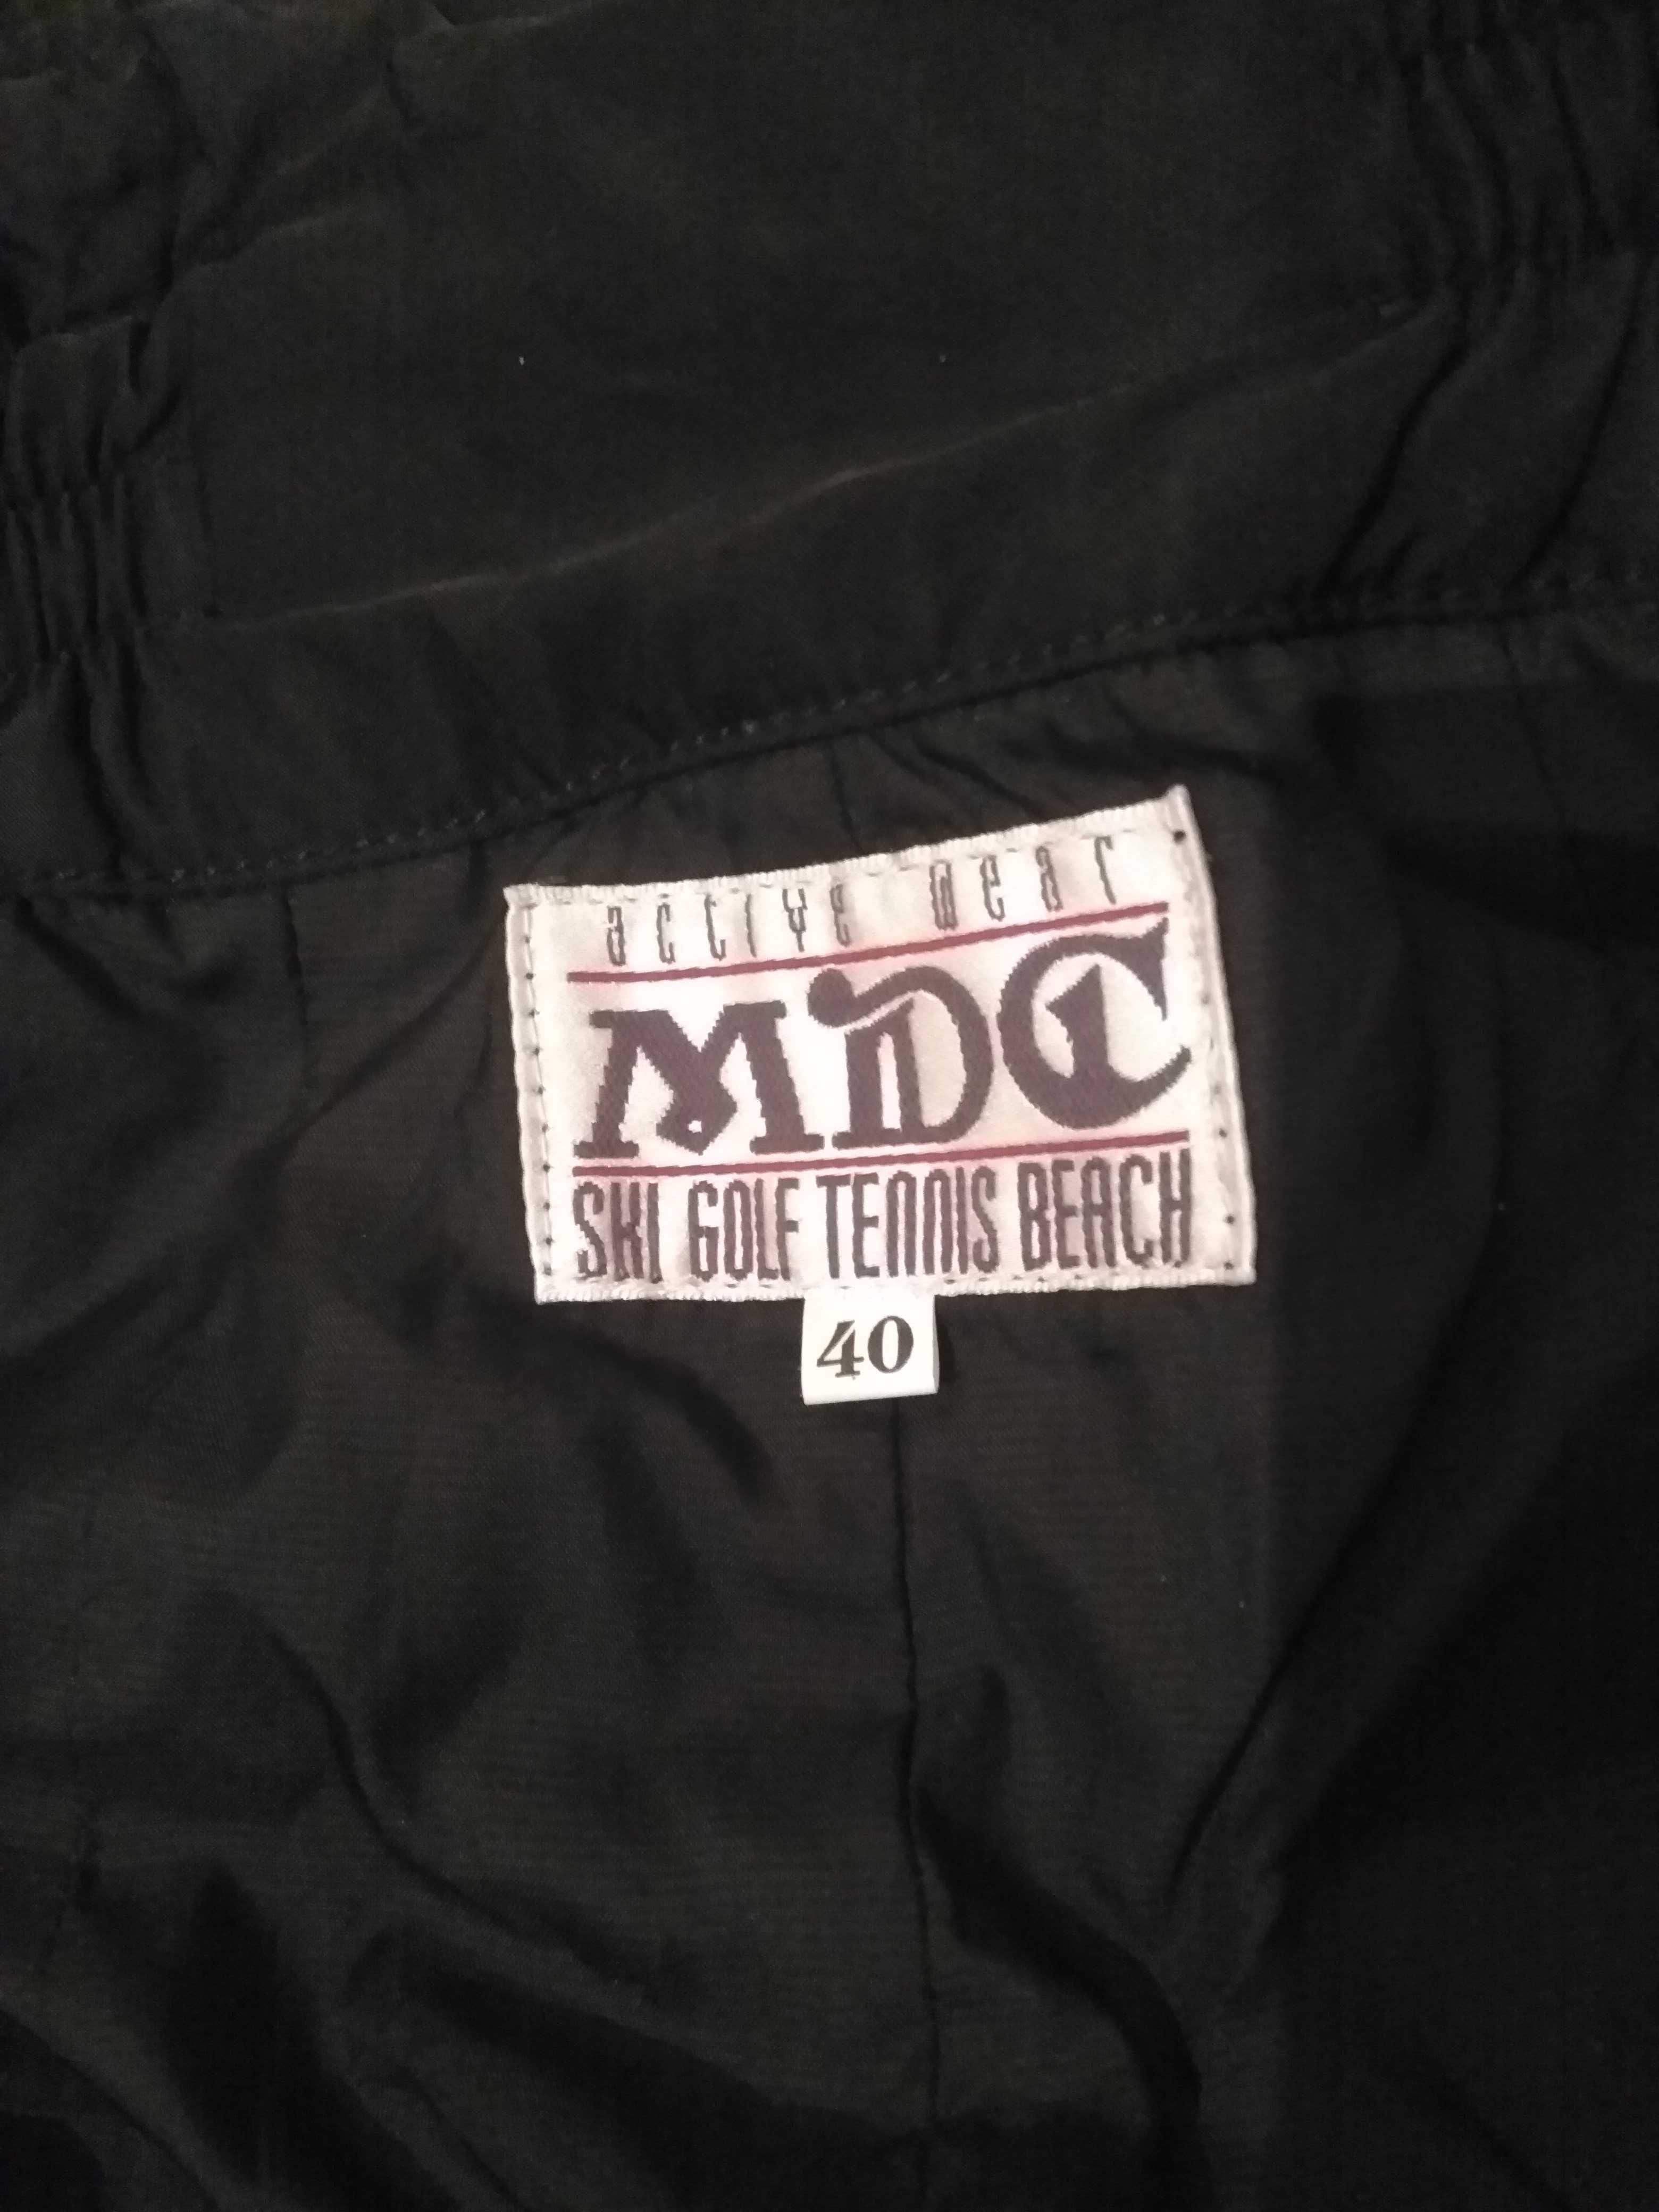 active wear
MDC
SKI GOLF TENNIS BEACH
40